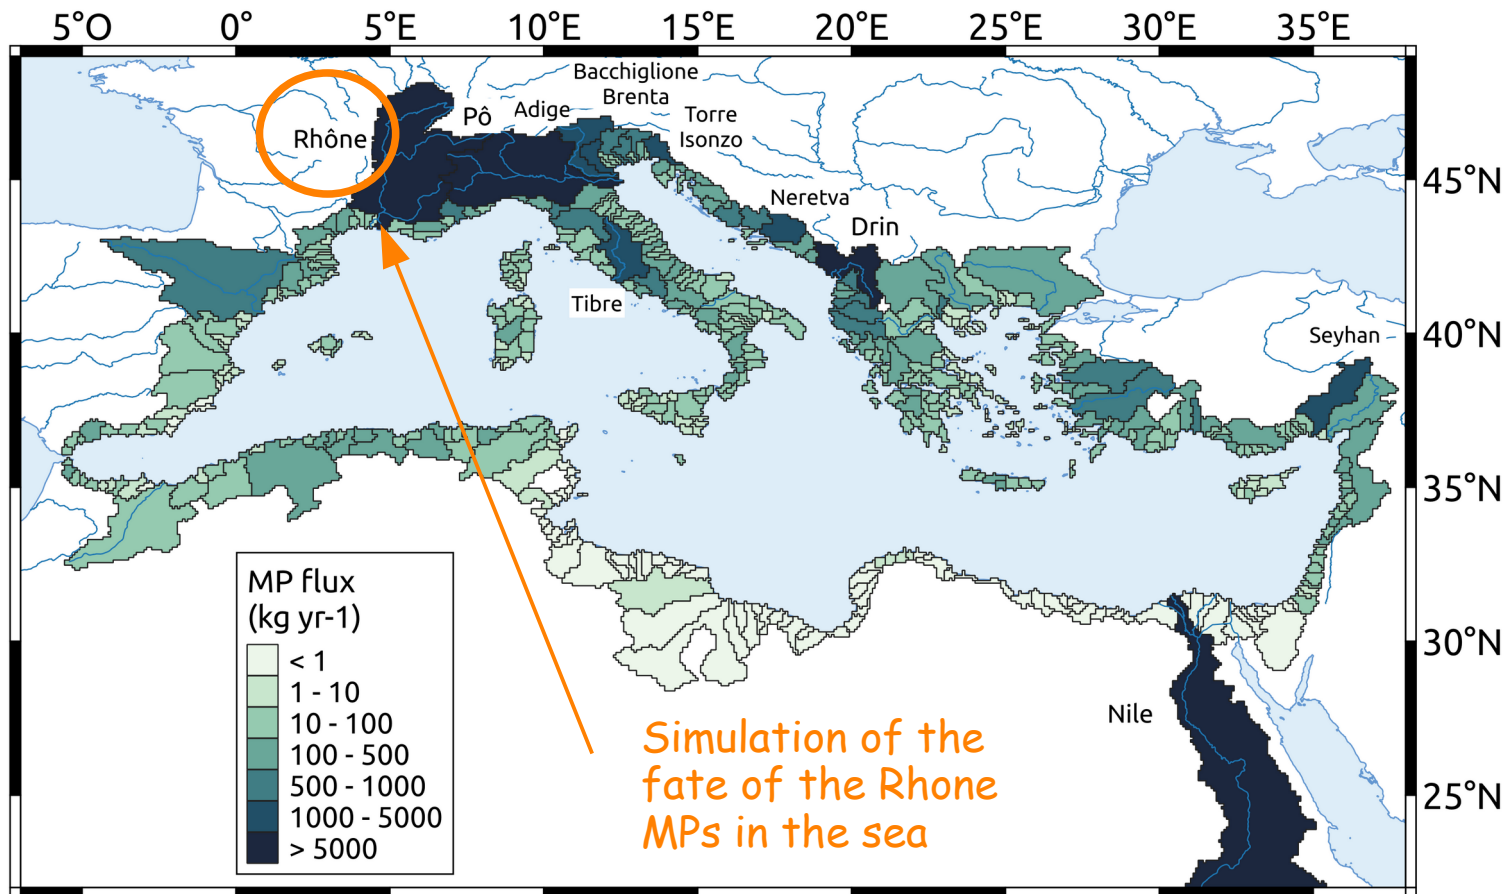 5°O 0° 5°E 10°E 15°E 20°E 25°E 30°E 35°E
Bacchiglione
Brenta
Pô
Adige
Torre
Isonzo
Rhône
45°N
Neretva
Drin
Tibre
40°N
Seyhan
35°N
MP flux
(kg yr-1)
< 1
1 - 10
10 - 100
100 - 500
500 - 1000
1000 - 5000
> 5000
30°N
Nile
Simulation of the
fate of the Rhone
MPs in the sea
25°N